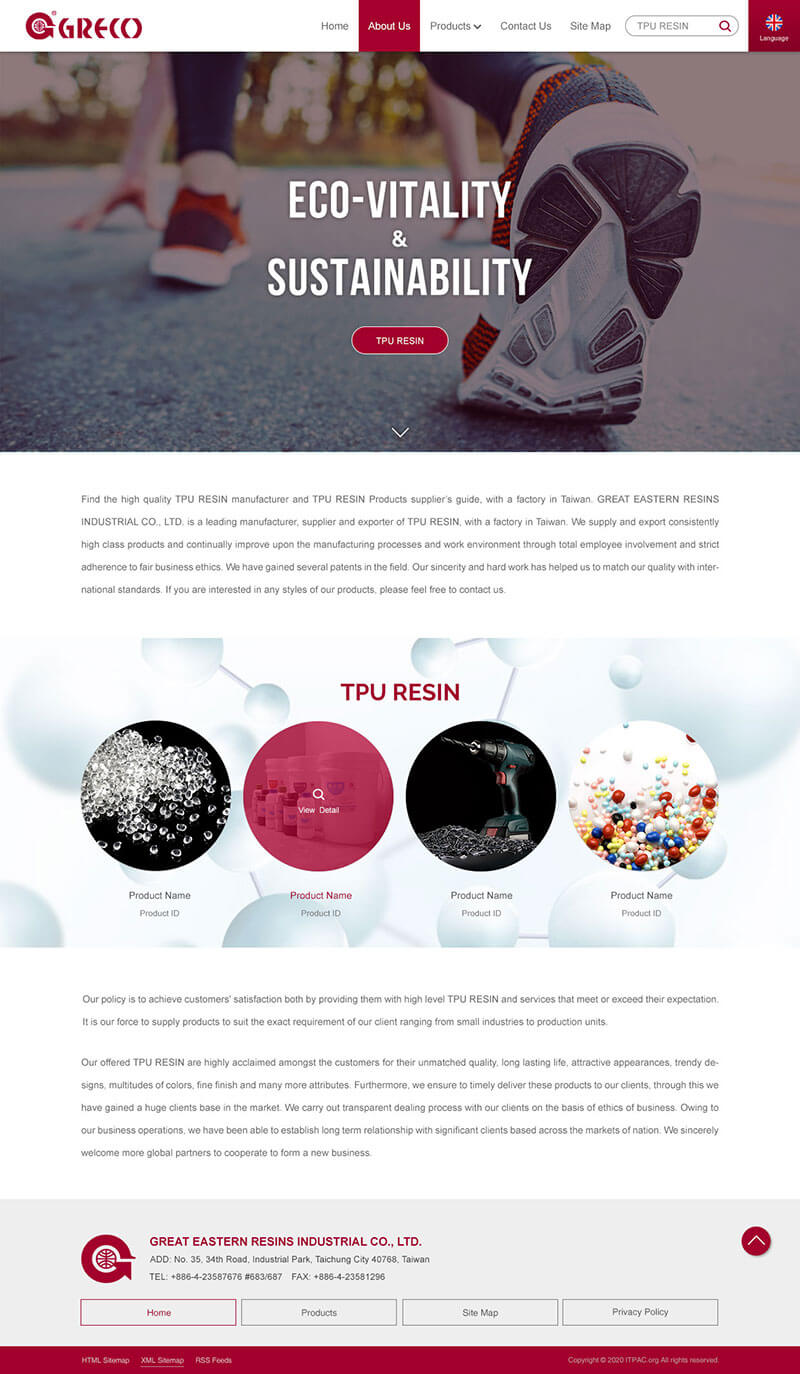 GRECO
Home About Us Products Contact Us Site Map TPU RESIN
Language
ECO-VITALITY
&
SUSTAINABILITY
TPU RESIN
Find the high quality TPU RESIN manufacturer and TPU RESIN Products supplier's guide, with a factory in Taiwan. GREAT EASTERN RESINS
INDUSTRIAL CO., LTD. is a leading manufacturer, supplier and exporter of TPU RESIN, with a factory in Taiwan. We supply and export consistently
high class products and continually improve upon the manufacturing processes and work environment through total employee involvement and strict
adherence to fair business ethics. We have gained several patents in the field. Our sincerity and hard work has helped us to match our quality with inter-
national standards. If you are interested in any styles of our products, please feel free to contact us.
TPU RESIN
View Detail
Product Name Product Name Product Name Product Name
Product ID Product ID Product ID Product ID
Our policy is to achieve customers' satisfaction both by providing them with high level TPU RESIN and services that meet or exceed their expectation.
It is our force to supply products to suit the exact requirement of our client ranging from small industries to production units.
Our offered TPU RESIN are highly acclaimed amongst the customers for their unmatched quality, long lasting life, attractive appearances, trendy de-
signs, multitudes of colors, fine finish and many more attributes. Furthermore, we ensure to timely deliver these products to our clients, through this we
have gained a huge clients base in the market. We carry out transparent dealing process with our clients on the basis of ethics of business. Owing to
our business operations, we have been able to establish long term relationship with significant clients based across the markets of nation. We sincerely
welcome more global partners to cooperate to form a new business.
GREAT EASTERN RESINS INDUSTRIAL CO., LTD.
ADD: No. 35, 34th Road, Industrial Park, Taichung City 40768, Taiwan
TEL: +886-4-23587676 #683/687 FAX: +886-4-23581296
Home Products Site Map Privacy Policy
HTML Sitemap XML Sitemap RSS Feeds Copyright © 2020 ITPAC.org All rights reserved.